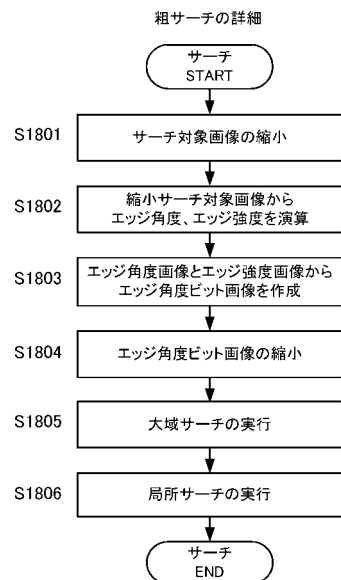 粗サーチの詳細
サーチ
START
S1801
サーチ対象画像の縮小
S1802
縮小サーチ対象画像から
エッジ角度、エッジ強度を演算
S1803
エッジ角度画像とエッジ強度画像から
エッジ角度ビット画像を作成
S1804
エッジ角度ビット画像の縮小
S1805
大域サーチの実行
S1806
局所サーチの実行
サーチ
END